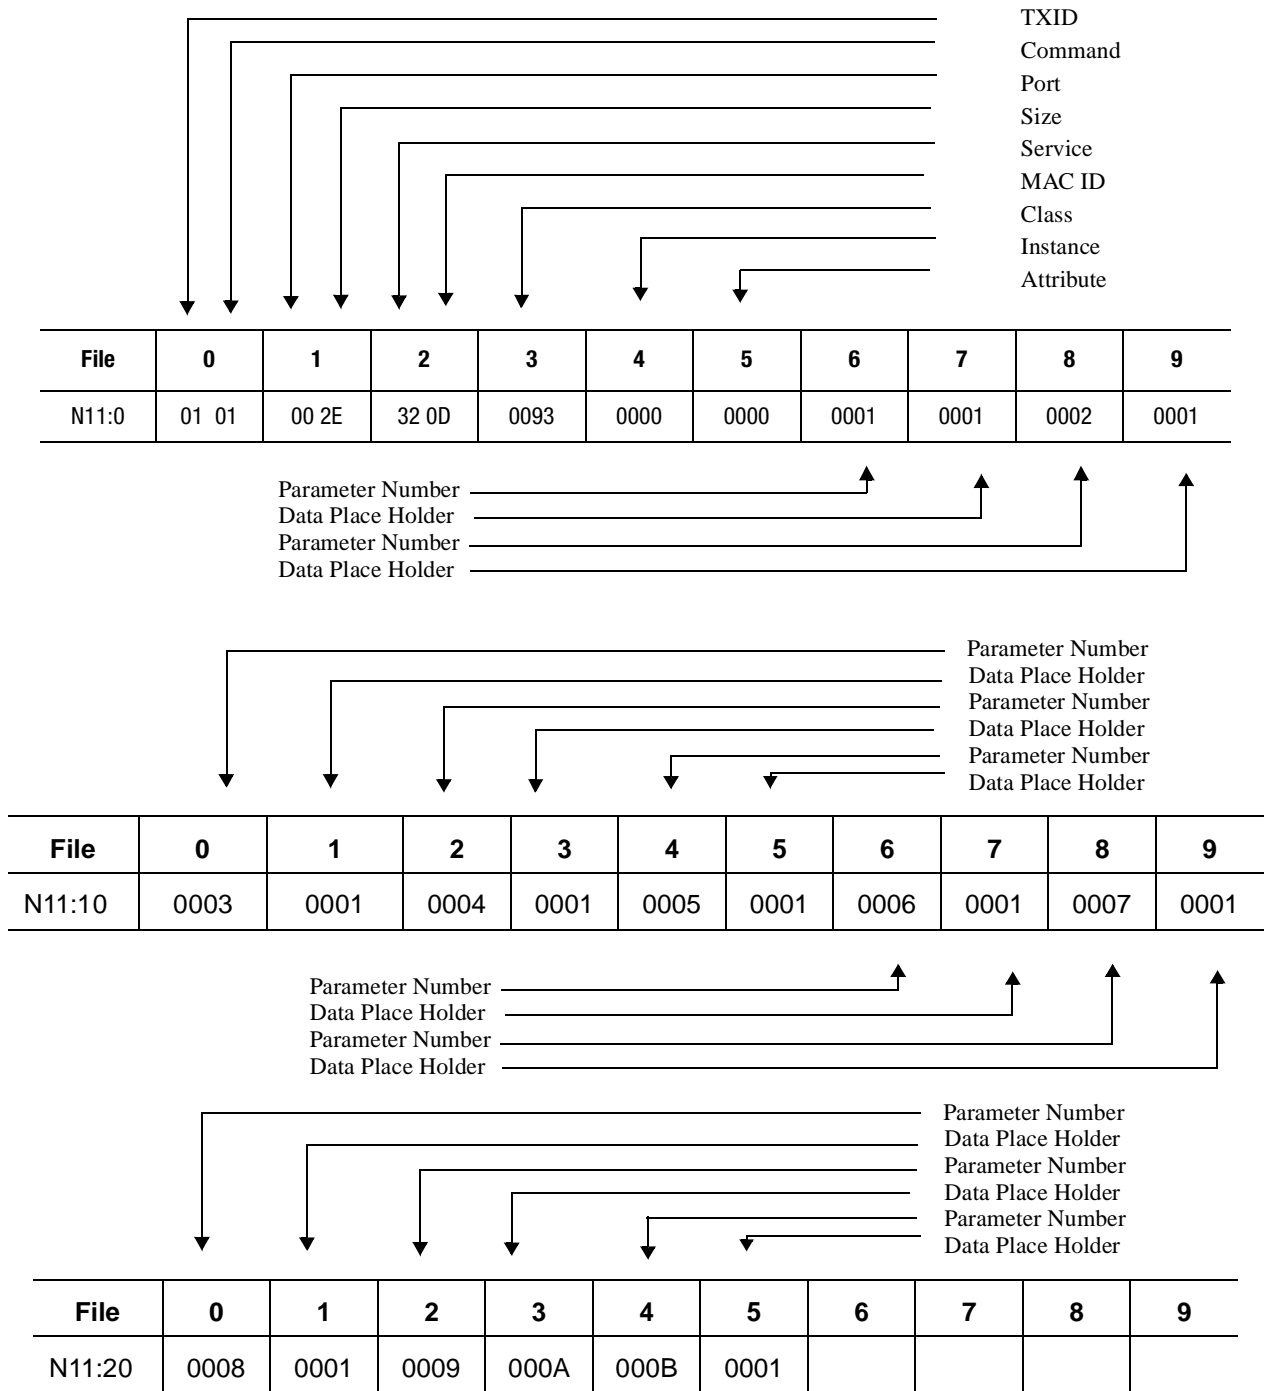 TXID
Command
Port
Size
Service
MAC ID
Class
Instance
Attribute
File 0 1 2 3 4 5 6 7 8 9
N11:0 01 01 00 2E 32 0D 0093 0000 0000 0001 0001 0002 0001
Parameter Number
Data Place Holder
Parameter Number
Data Place Holder
Parameter Number
Data Place Holder
Parameter Number
Data Place Holder
Parameter Number
Data Place Holder
File 0 1 2 3 4 5 6 7 8 9
N11:10 0003 0001 0004 0001 0005 0001 0006 0001 0007 0001
Parameter Number
Data Place Holder
Parameter Number
Data Place Holder
Parameter Number
Data Place Holder
Parameter Number
Data Place Holder
Parameter Number
Data Place Holder
File 0 1 2 3 4 5 6 7 8 9
N11:20 0008 0001 0009 000A 000B 0001